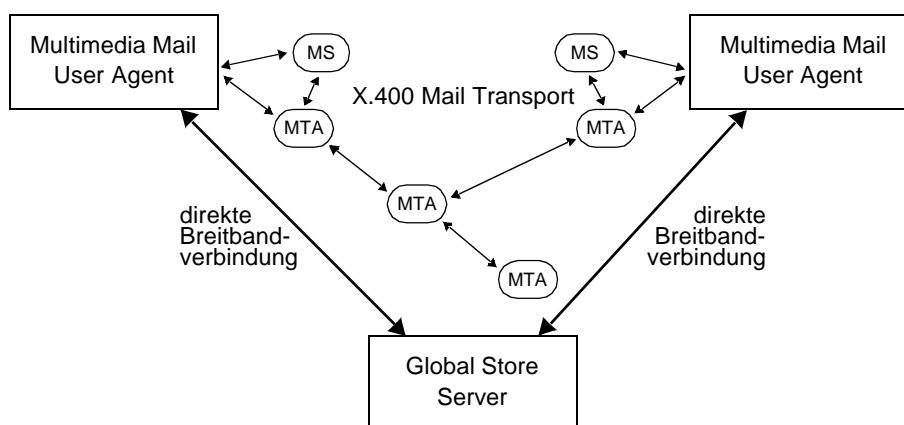 Multimedia Mail
User Agent
MS
MS
Multimedia Mail
User Agent
X.400 Mail Transport
MTA
MTA
MTA
direkte
Breitband-
verbindung
direkte
Breitband-
verbindung
MTA
Global Store
Server